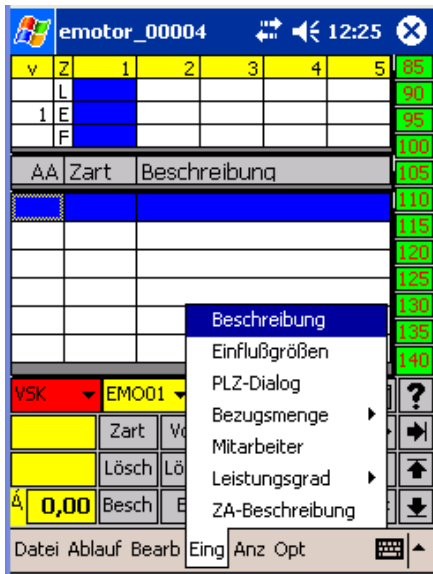 emotor_00004 12:25
v Z 1 2 3 4 5 85
L 90
1 E 95
F 100
AA Zart Beschreibung 105
110
115
120
125
Beschreibung 130
135
Einflußgrößen 140
PLZ-Dialog
VSK EMO01 ?
Bezugsmenge
Zart
Mitarbeiter
Lösch Lö
Leistungsgrad
0,00 Besch
ZA-Beschreibung
Datei Ablauf Bearb Eing Anz Opt